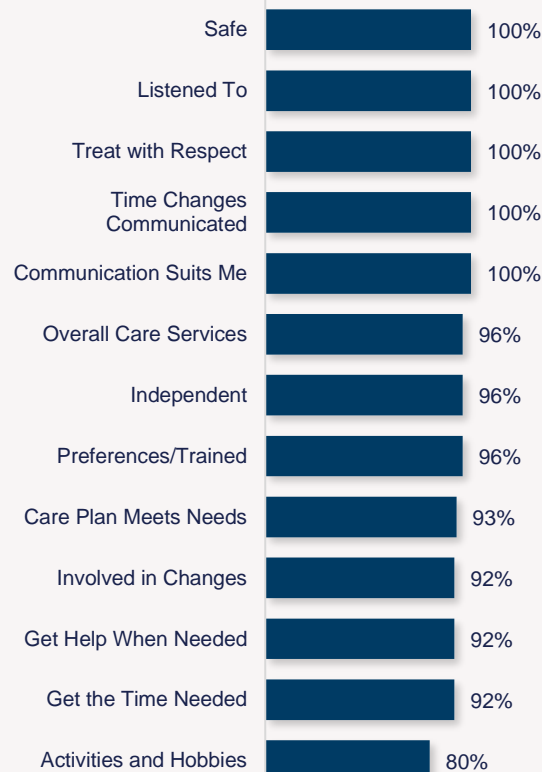 Safe 100%
Listened To 100%
Treat with Respect 100%
Time Changes
Communicated 100%
Communication Suits Me 100%
Overall Care Services 96%
Independent 96%
Preferences/Trained 96%
Care Plan Meets Needs 93%
Involved in Changes 92%
Get Help When Needed 92%
Get the Time Needed 92%
Activities and Hobbies 80%